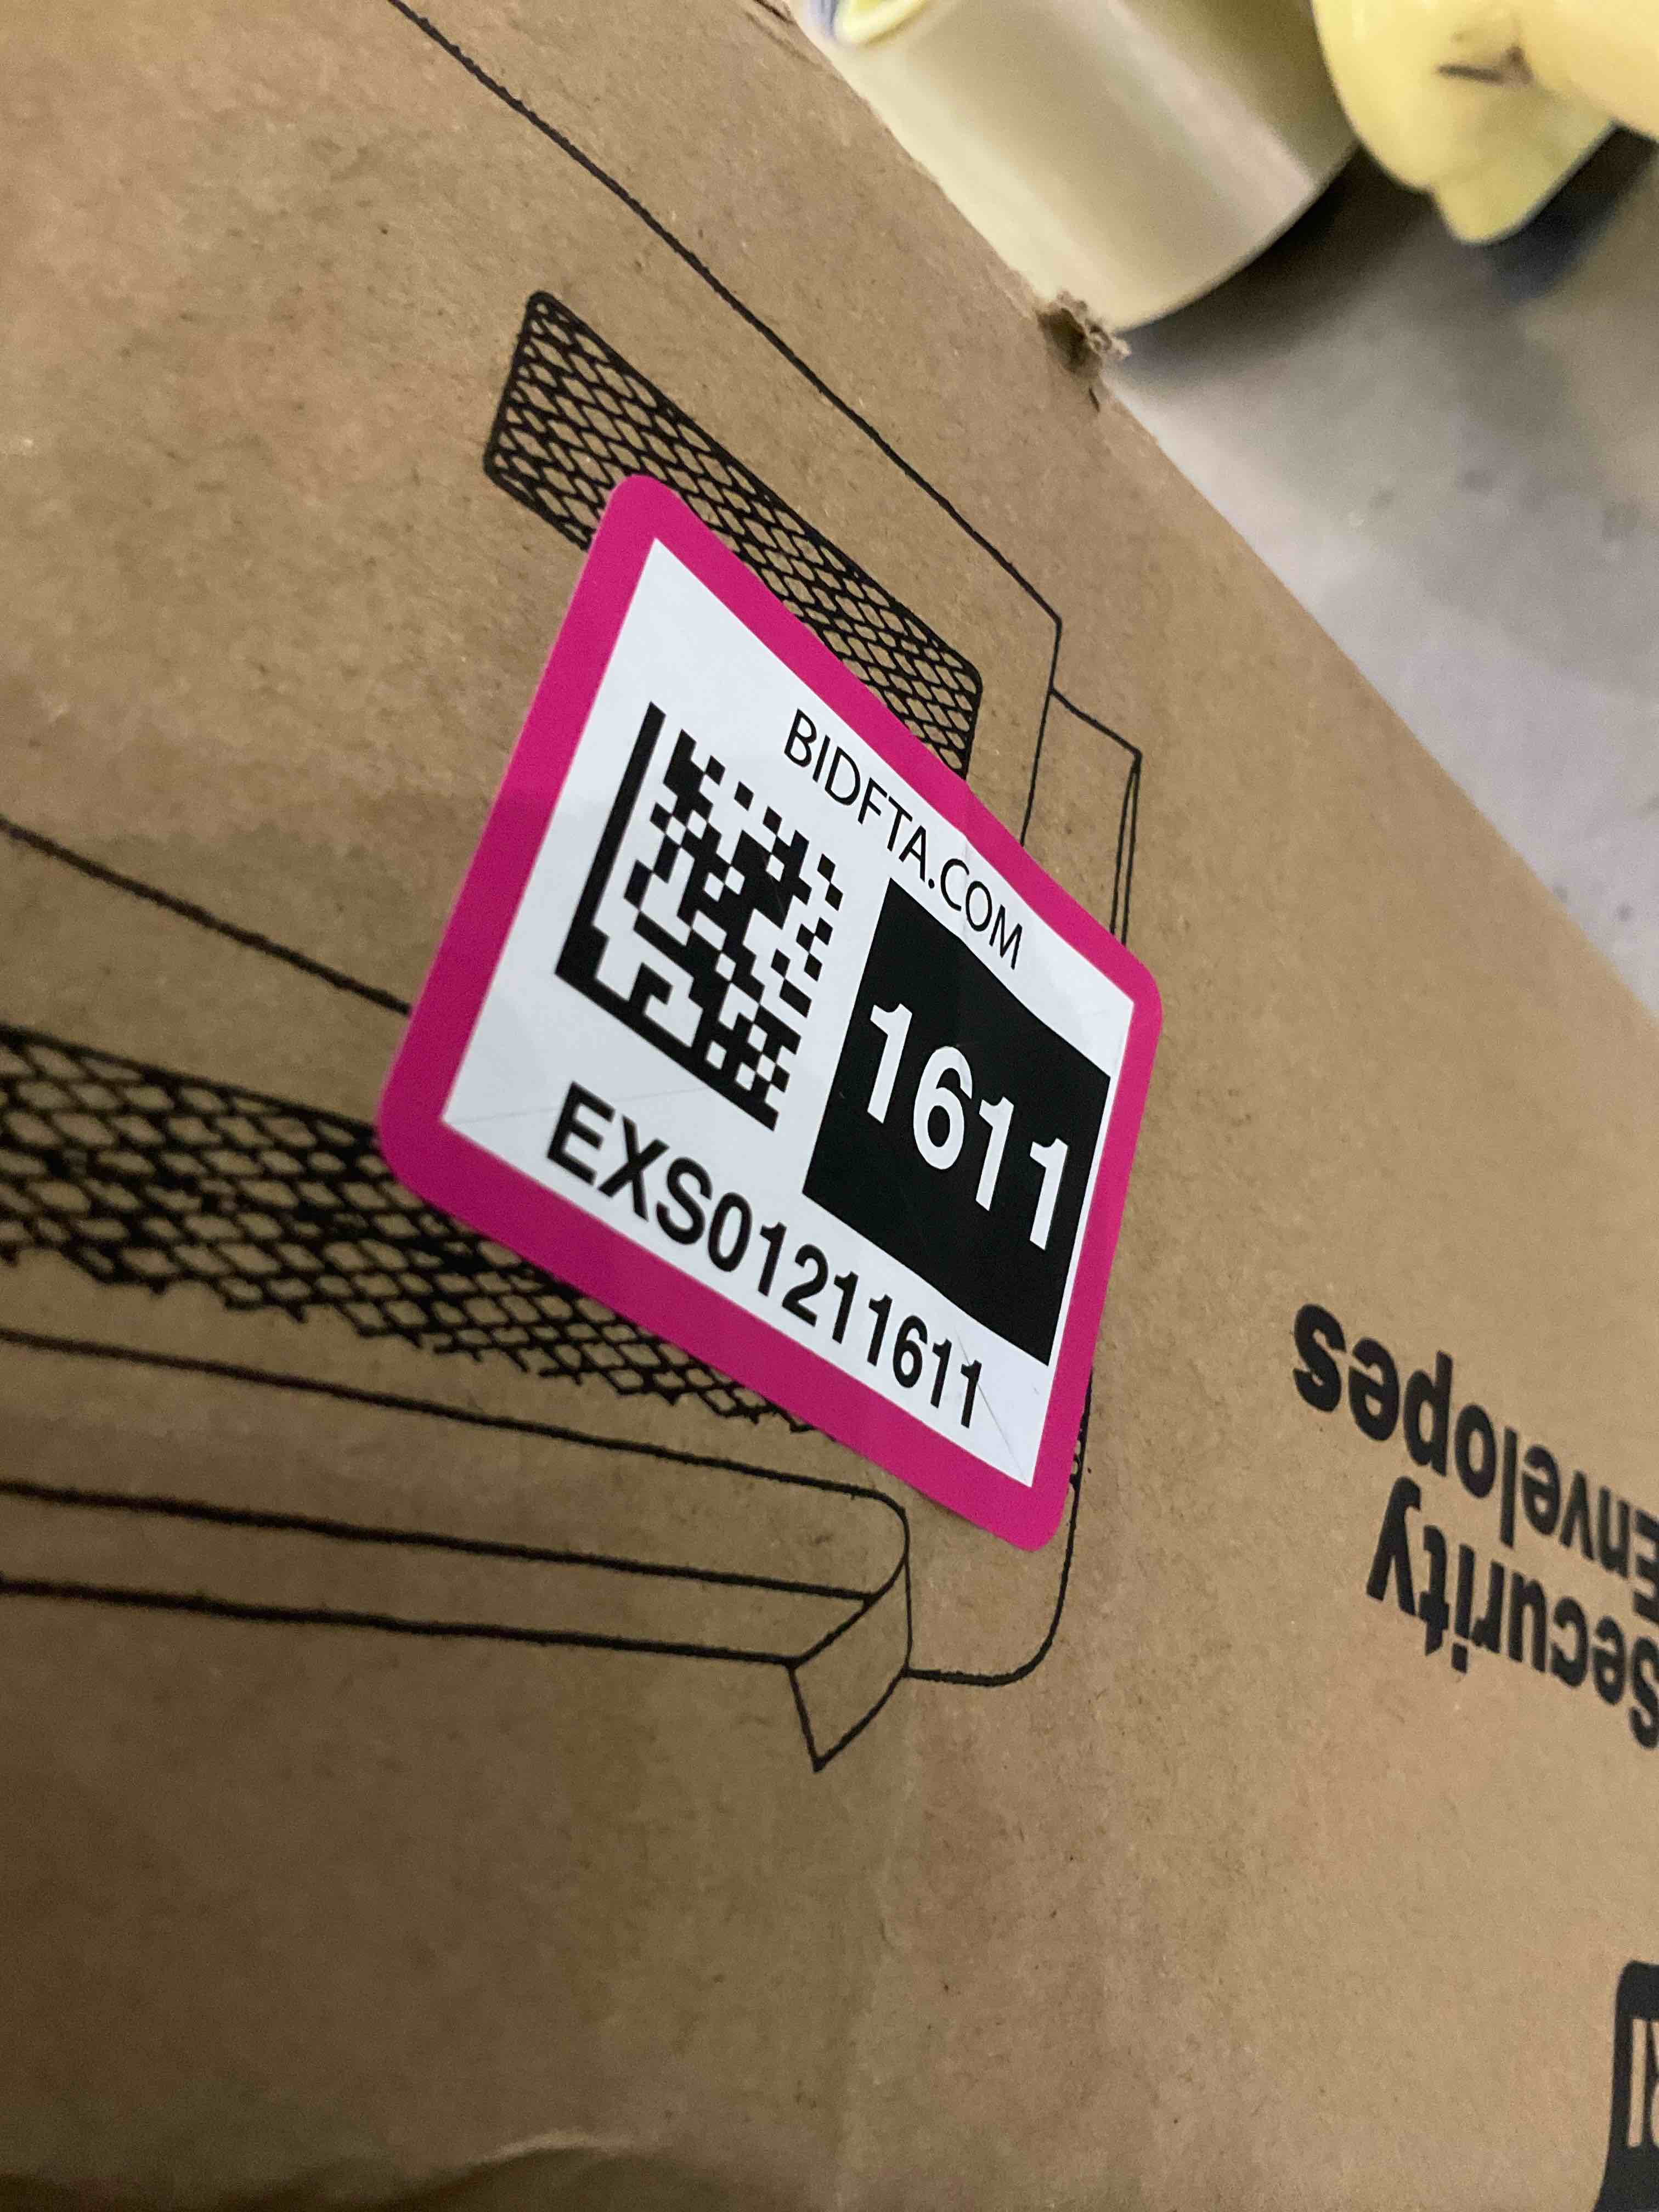 BIDFTA.COM
1611
EXS01211611
Security
Envelopes